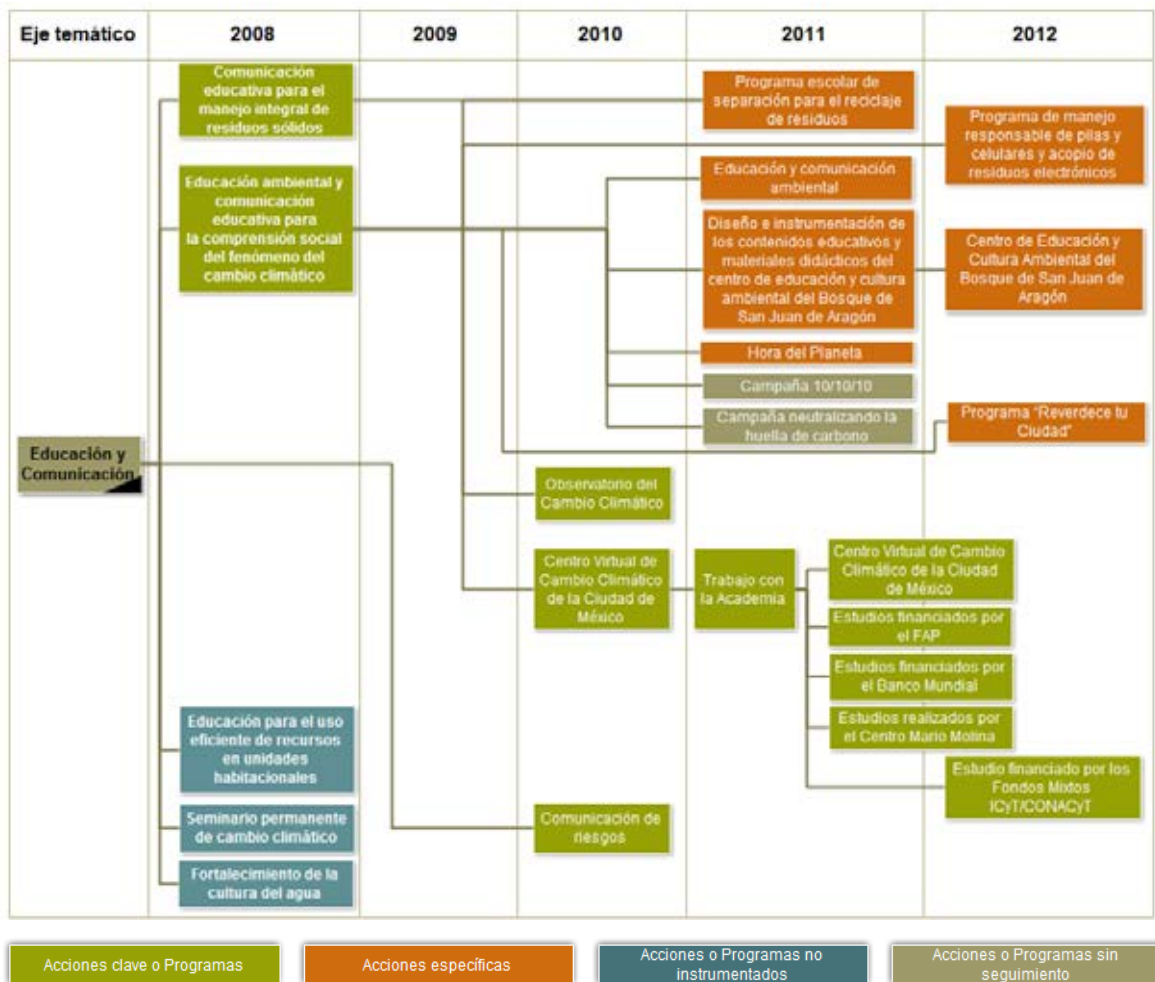 Eje temático
2008
2009
2010
2011
2012
Comunicación
educativa para el
manejo integral de
residuos sólidos
Educación ambiental y
comunicación
educativa para
la comprensión social
del fenómeno del
cambio climático
Educación y
Comunicación
Educación para el uso
eficiente de recursos
en unidades
habitacionales
Seminario permanente
de cambio climático
Fortalecimiento de la
cultura del agua
Observatorio del
Cambio Climático
Centro Virtual de
Cambio Climático
de la Ciudad de
México
Comunicación de
riesgos
Programa escolar de
separación para el reciclaje
de residuos
Educación y comunicación
ambiental
Diseño e instrumentación de
los contenidos educativos y
materiales didácticos del
centro de educación y cultura
ambiental del Bosque de
San Juan de Aragón
Hora del Planeta
Campaña 10/10/10
Campaña neutralizando la
huella de carbono
Trabajo con
la Academia
Centro Virtual de Cambio
Climático de la Ciudad
de México
Estudios financiados por
el FAP
Estudios financiados por
el Banco Mundial
Estudios realizados por
el Centro Mario Molina
Programa de manejo
responsable de pilas y
celulares y acopio de
residuos electrónicos
Centro de Educación y
Cultura Ambiental del
Bosque de San Juan de
Aragón
Programa "Reverdece tu
Ciudad"
Estudio financiado por los
Fondos Mixtos
ICyT/CONACyT
Acciones clave o Programas
Acciones específicas
Acciones o Programas no
instrumentados
Acciones o Programas sin
seguimiento